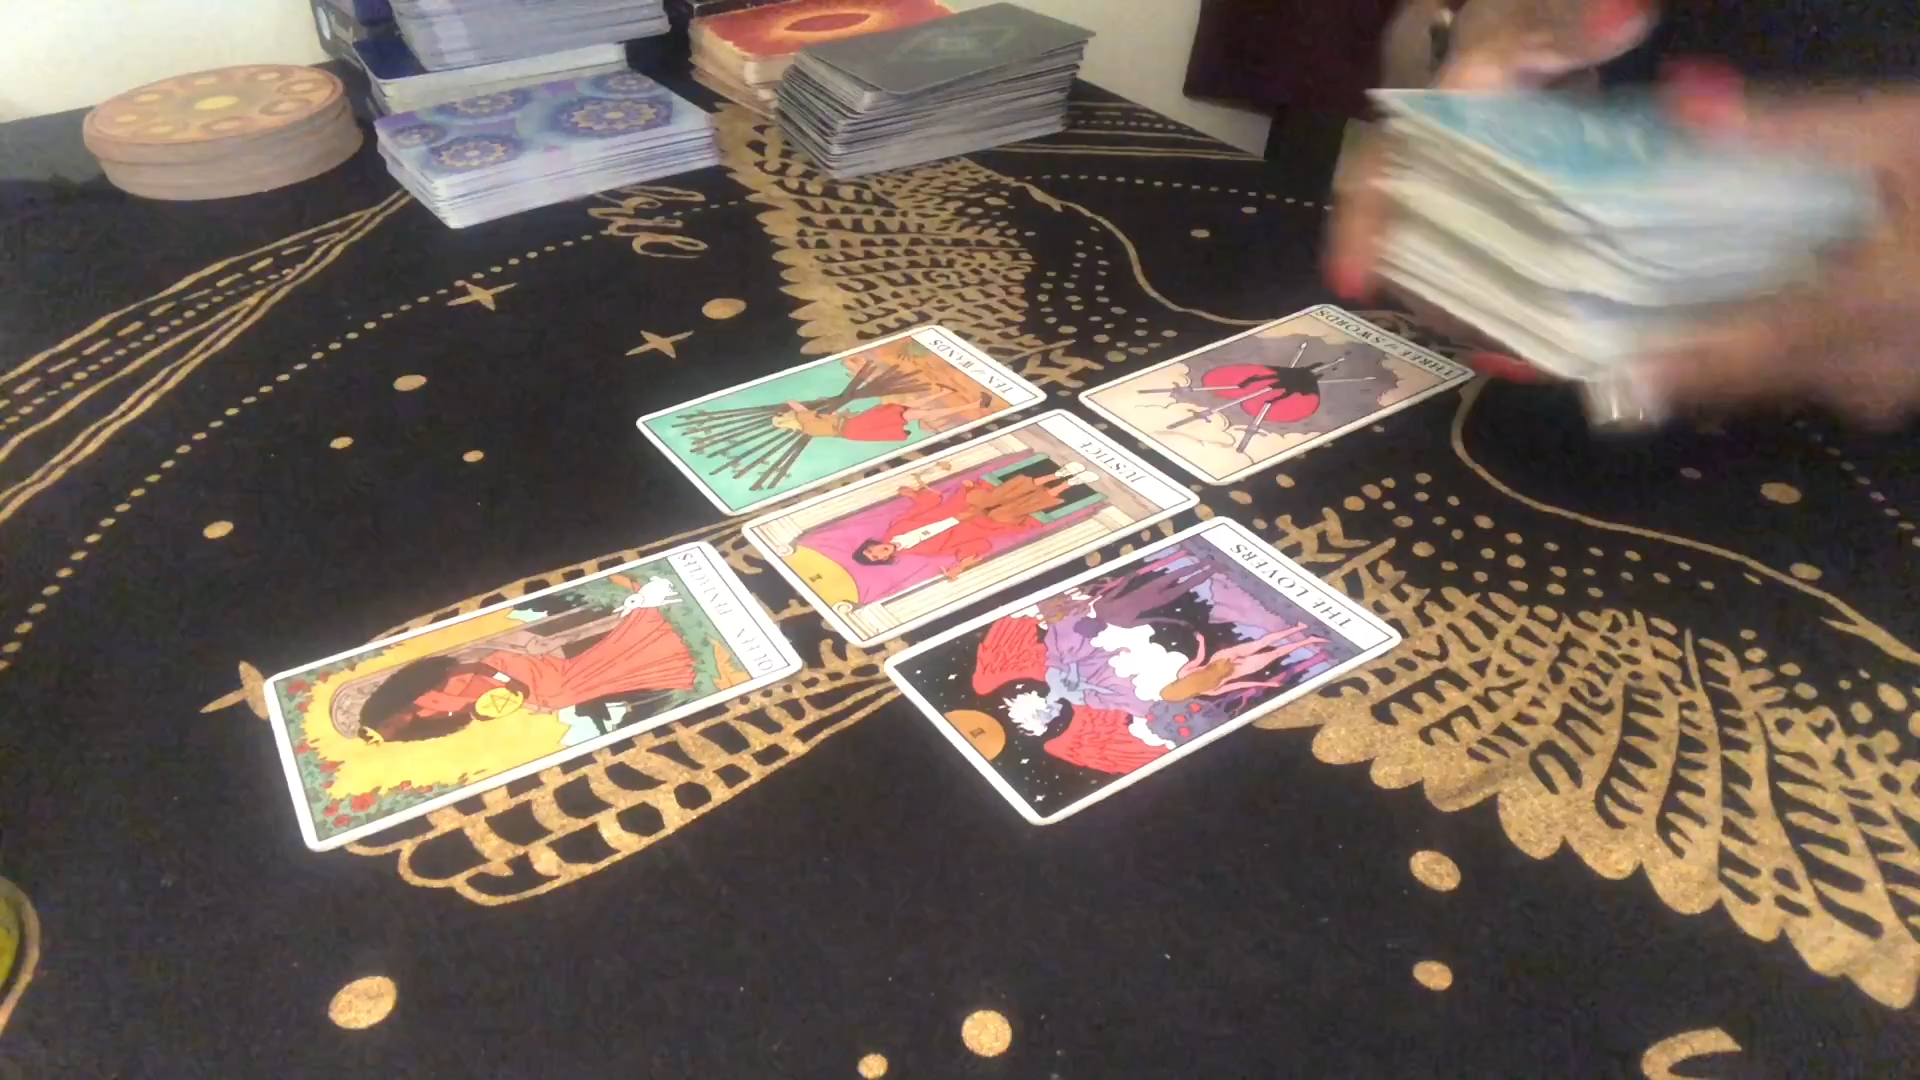 THREE of SWORDS
TEN of WANDS
JUSTICE
THE LOVERS
QUEEN of PENTACLES